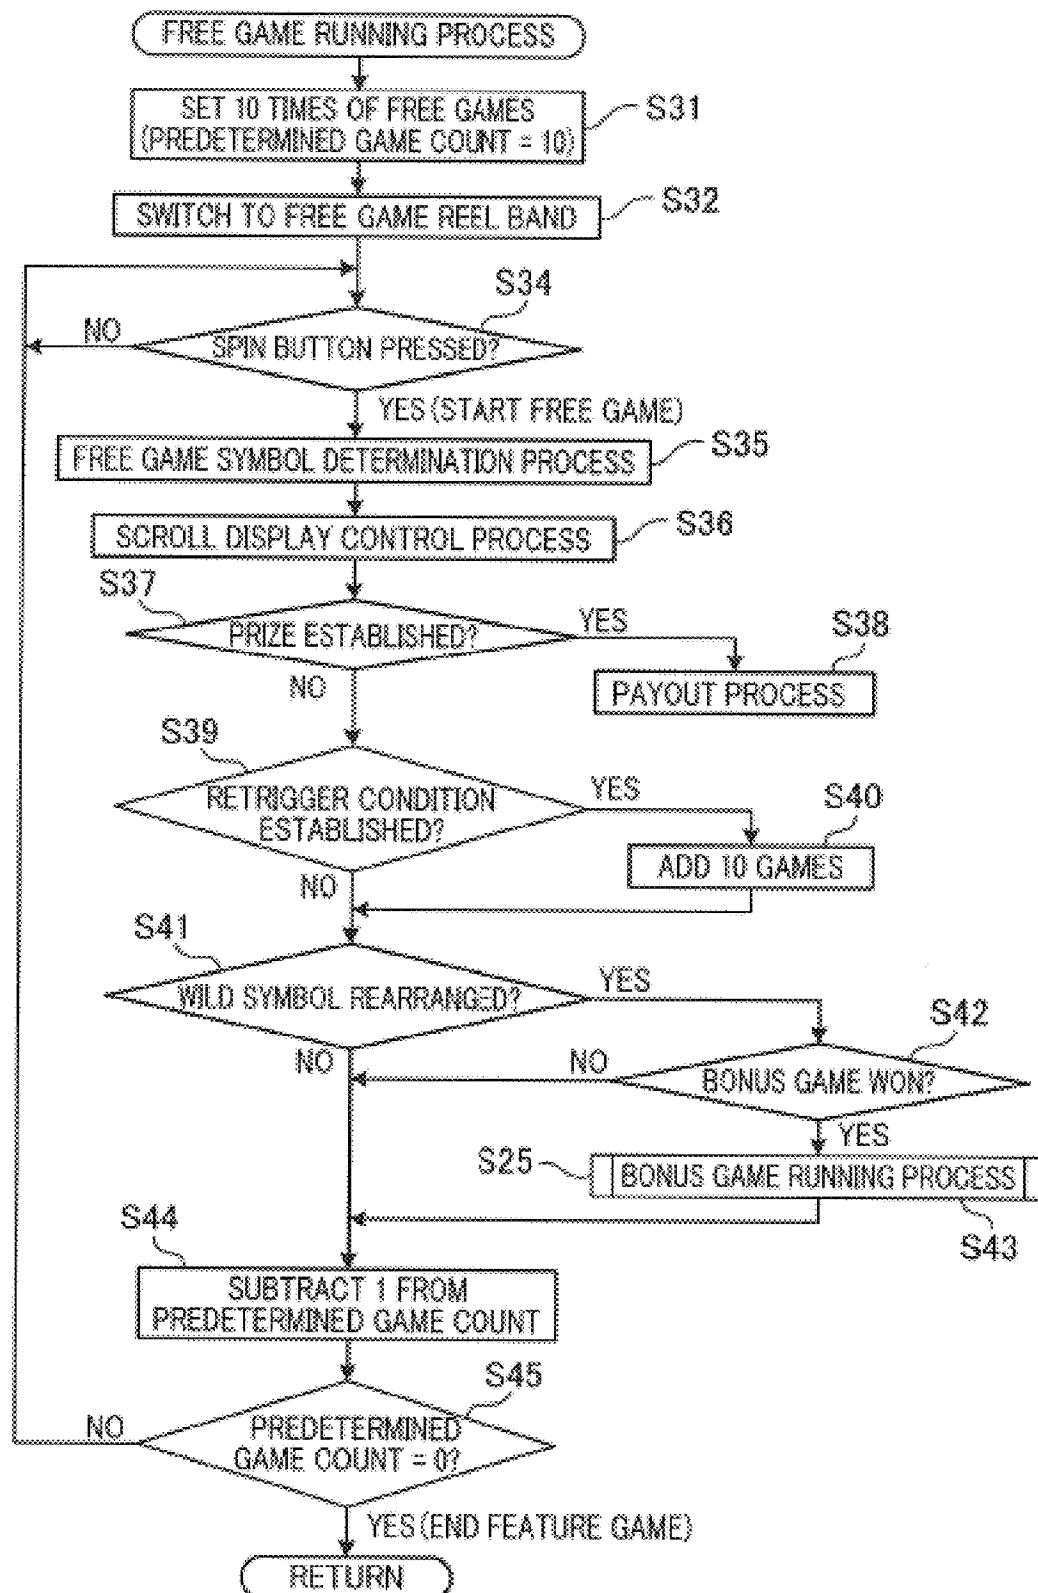 FREE GAME RUNNING PROCESS
SET 10 TIMES OF FREE GAMES
(PREDETERMINED GAME COUNT = 10)
S31
SWITCH TO FREE GAME REEL BAND
S32
S34
SPIN BUTTON PRESSED?
NO
YES (START FREE GAME)
FREE GAME SYMBOL DETERMINATION PROCESS
S35
SCROLL DISPLAY CONTROL PROCESS
S36
S37
PRIZE ESTABLISHED?
YES
NO
S38
PAYOUT PROCESS
S39
RETRIGGER CONDITION
ESTABLISHED?
YES
NO
S40
ADD 10 GAMES
S41
WILD SYMBOL REARRANGED?
YES
NO
S42
BONUS GAME WON?
NO
YES
S25
BONUS GAME RUNNING PROCESS
S43
S44
SUBTRACT 1 FROM
PREDETERMINED GAME COUNT
S45
PREDETERMINED
GAME COUNT = 0?
NO
YES (END FEATURE GAME)
RETURN